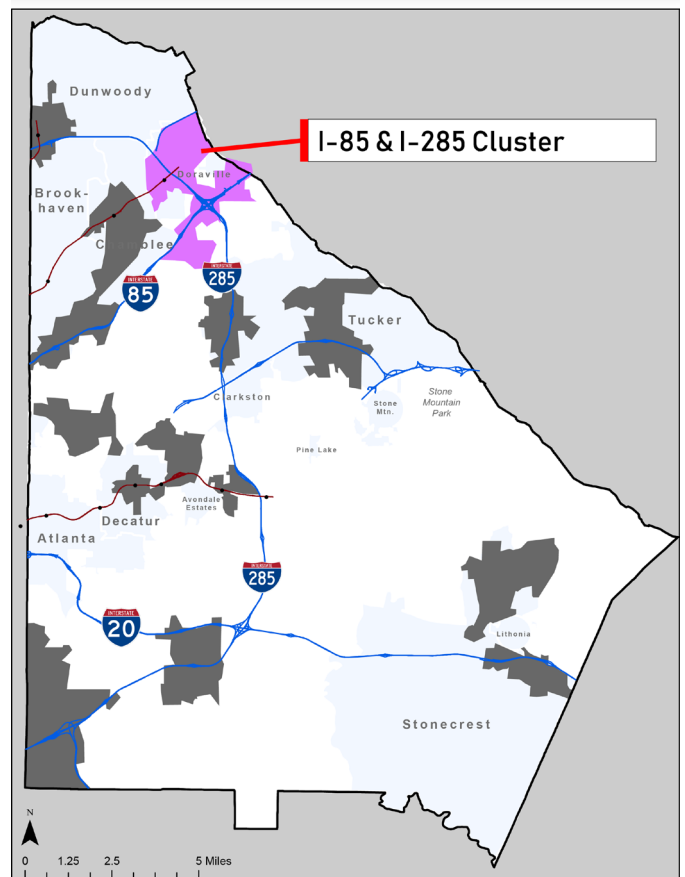 Dunwoody
I-85 & I-285 Cluster
Doraville
Brook-
haven
Chamblee
INTERSTATE
85
INTERSTATE
285
Tucker
Clarkston
Stone
Mtn.
Stone
Mountain
Park
Pine Lake
Avondale
Estates
Decatur
Atlanta
INTERSTATE
285
INTERSTATE
20
Lithonia
Stonecrest
N
0 1.25 2.5 5 Miles